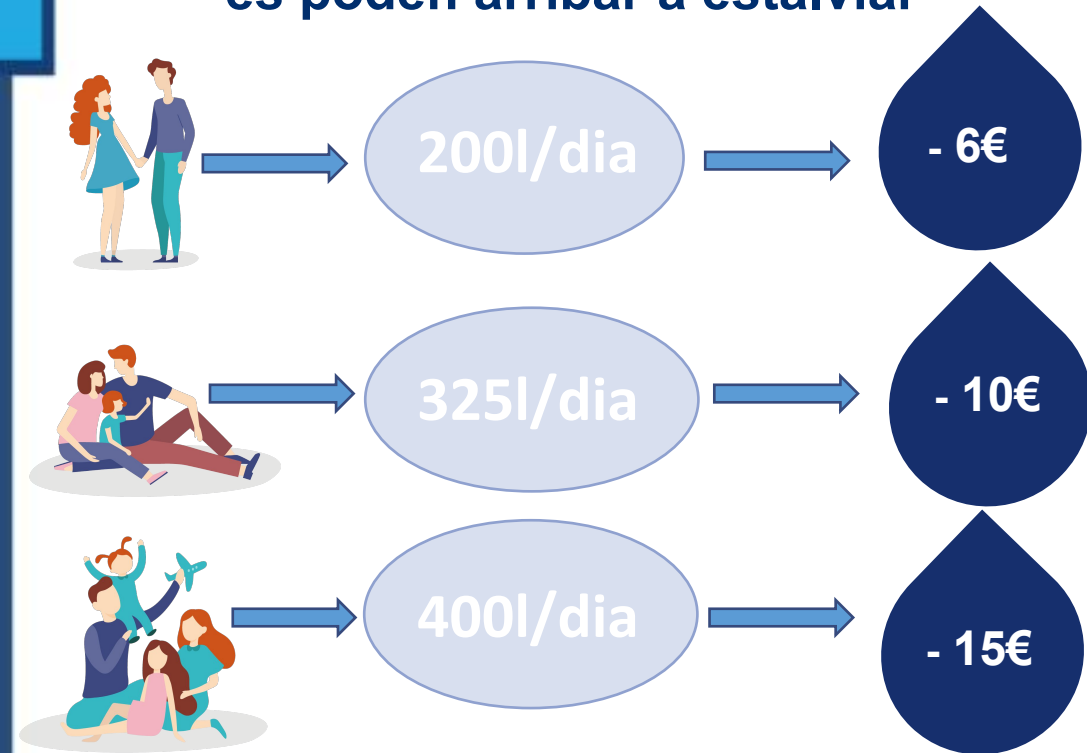 es poden arribar a estalviar
200l/dia
- 6€
325l/dia
- 10€
400l/dia
- 15€